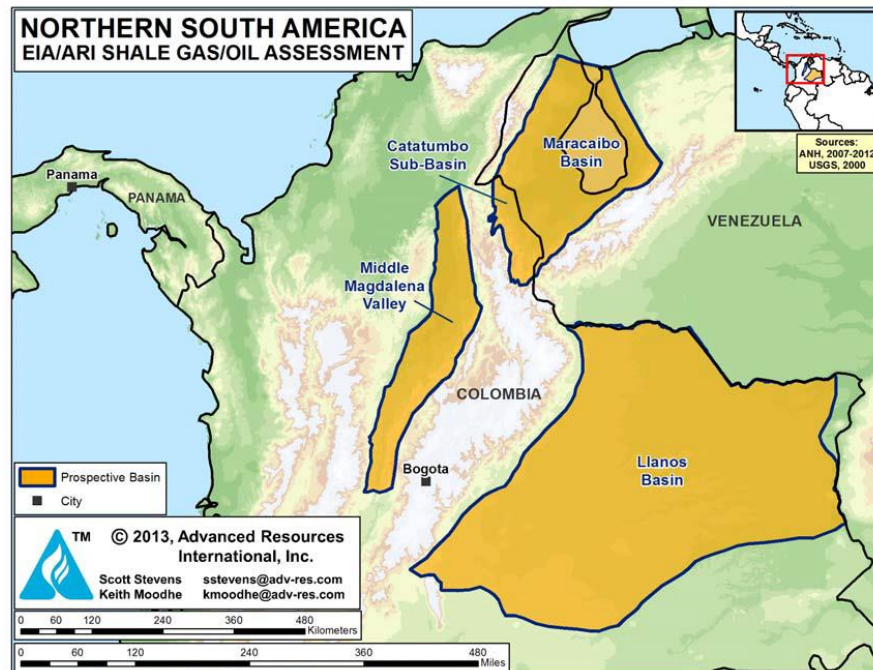 NORTHERN SOUTH AMERICA
EIA/ARI SHALE GAS/OIL ASSESSMENT
Sources:
ANH, 2007-2012
USGS, 2000
Catatumbo
Sub-Basin
Maracaibo
Basin
Panama
PANAMA
VENEZUELA
Middle
Magdalena
Valley
COLOMBIA
Bogota
Llanos
Basin
Prospective Basin
City
TM
© 2013, Advanced Resources
International, Inc.
Scott Stevens sstevens@adv-res.com
Keith Moodhe kmoodhe@adv-res.com
0 60 120 240 360 480
Kilometers
0 60 120 240 360 480
Miles